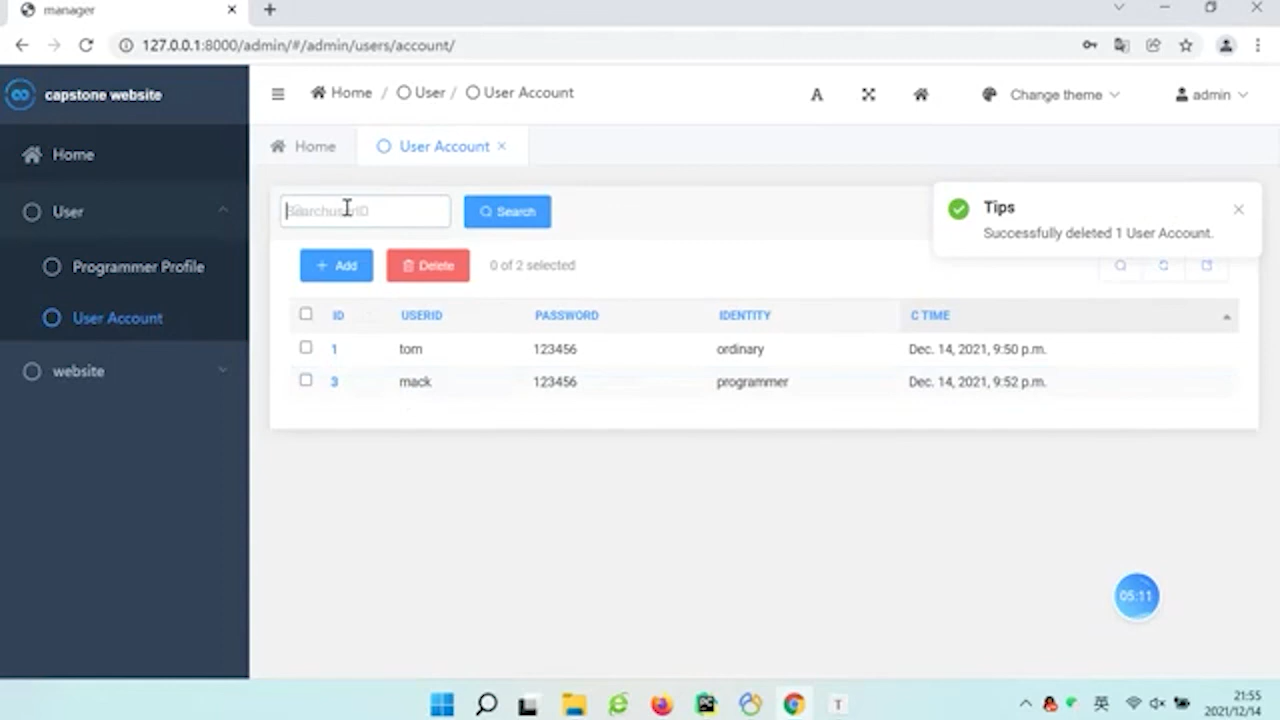 manager
127.0.0.1:8000/admin/#/admin/users/account/
capstone website
Home / User / User Account
A
Change theme
admin
Home
User
Programmer Profile
User Account
website
Home
User Account
SearchuserID
Search
Tips
Successfully deleted 1 User Account.
+ Add
Delete
0 of 2 selected
ID USERID PASSWORD IDENTITY C TIME
1 tom 123456 ordinary Dec. 14, 2021, 9:50 p.m.
3 mack 123456 programmer Dec. 14, 2021, 9:52 p.m.
05:11
T
英
21:55
2021/12/14